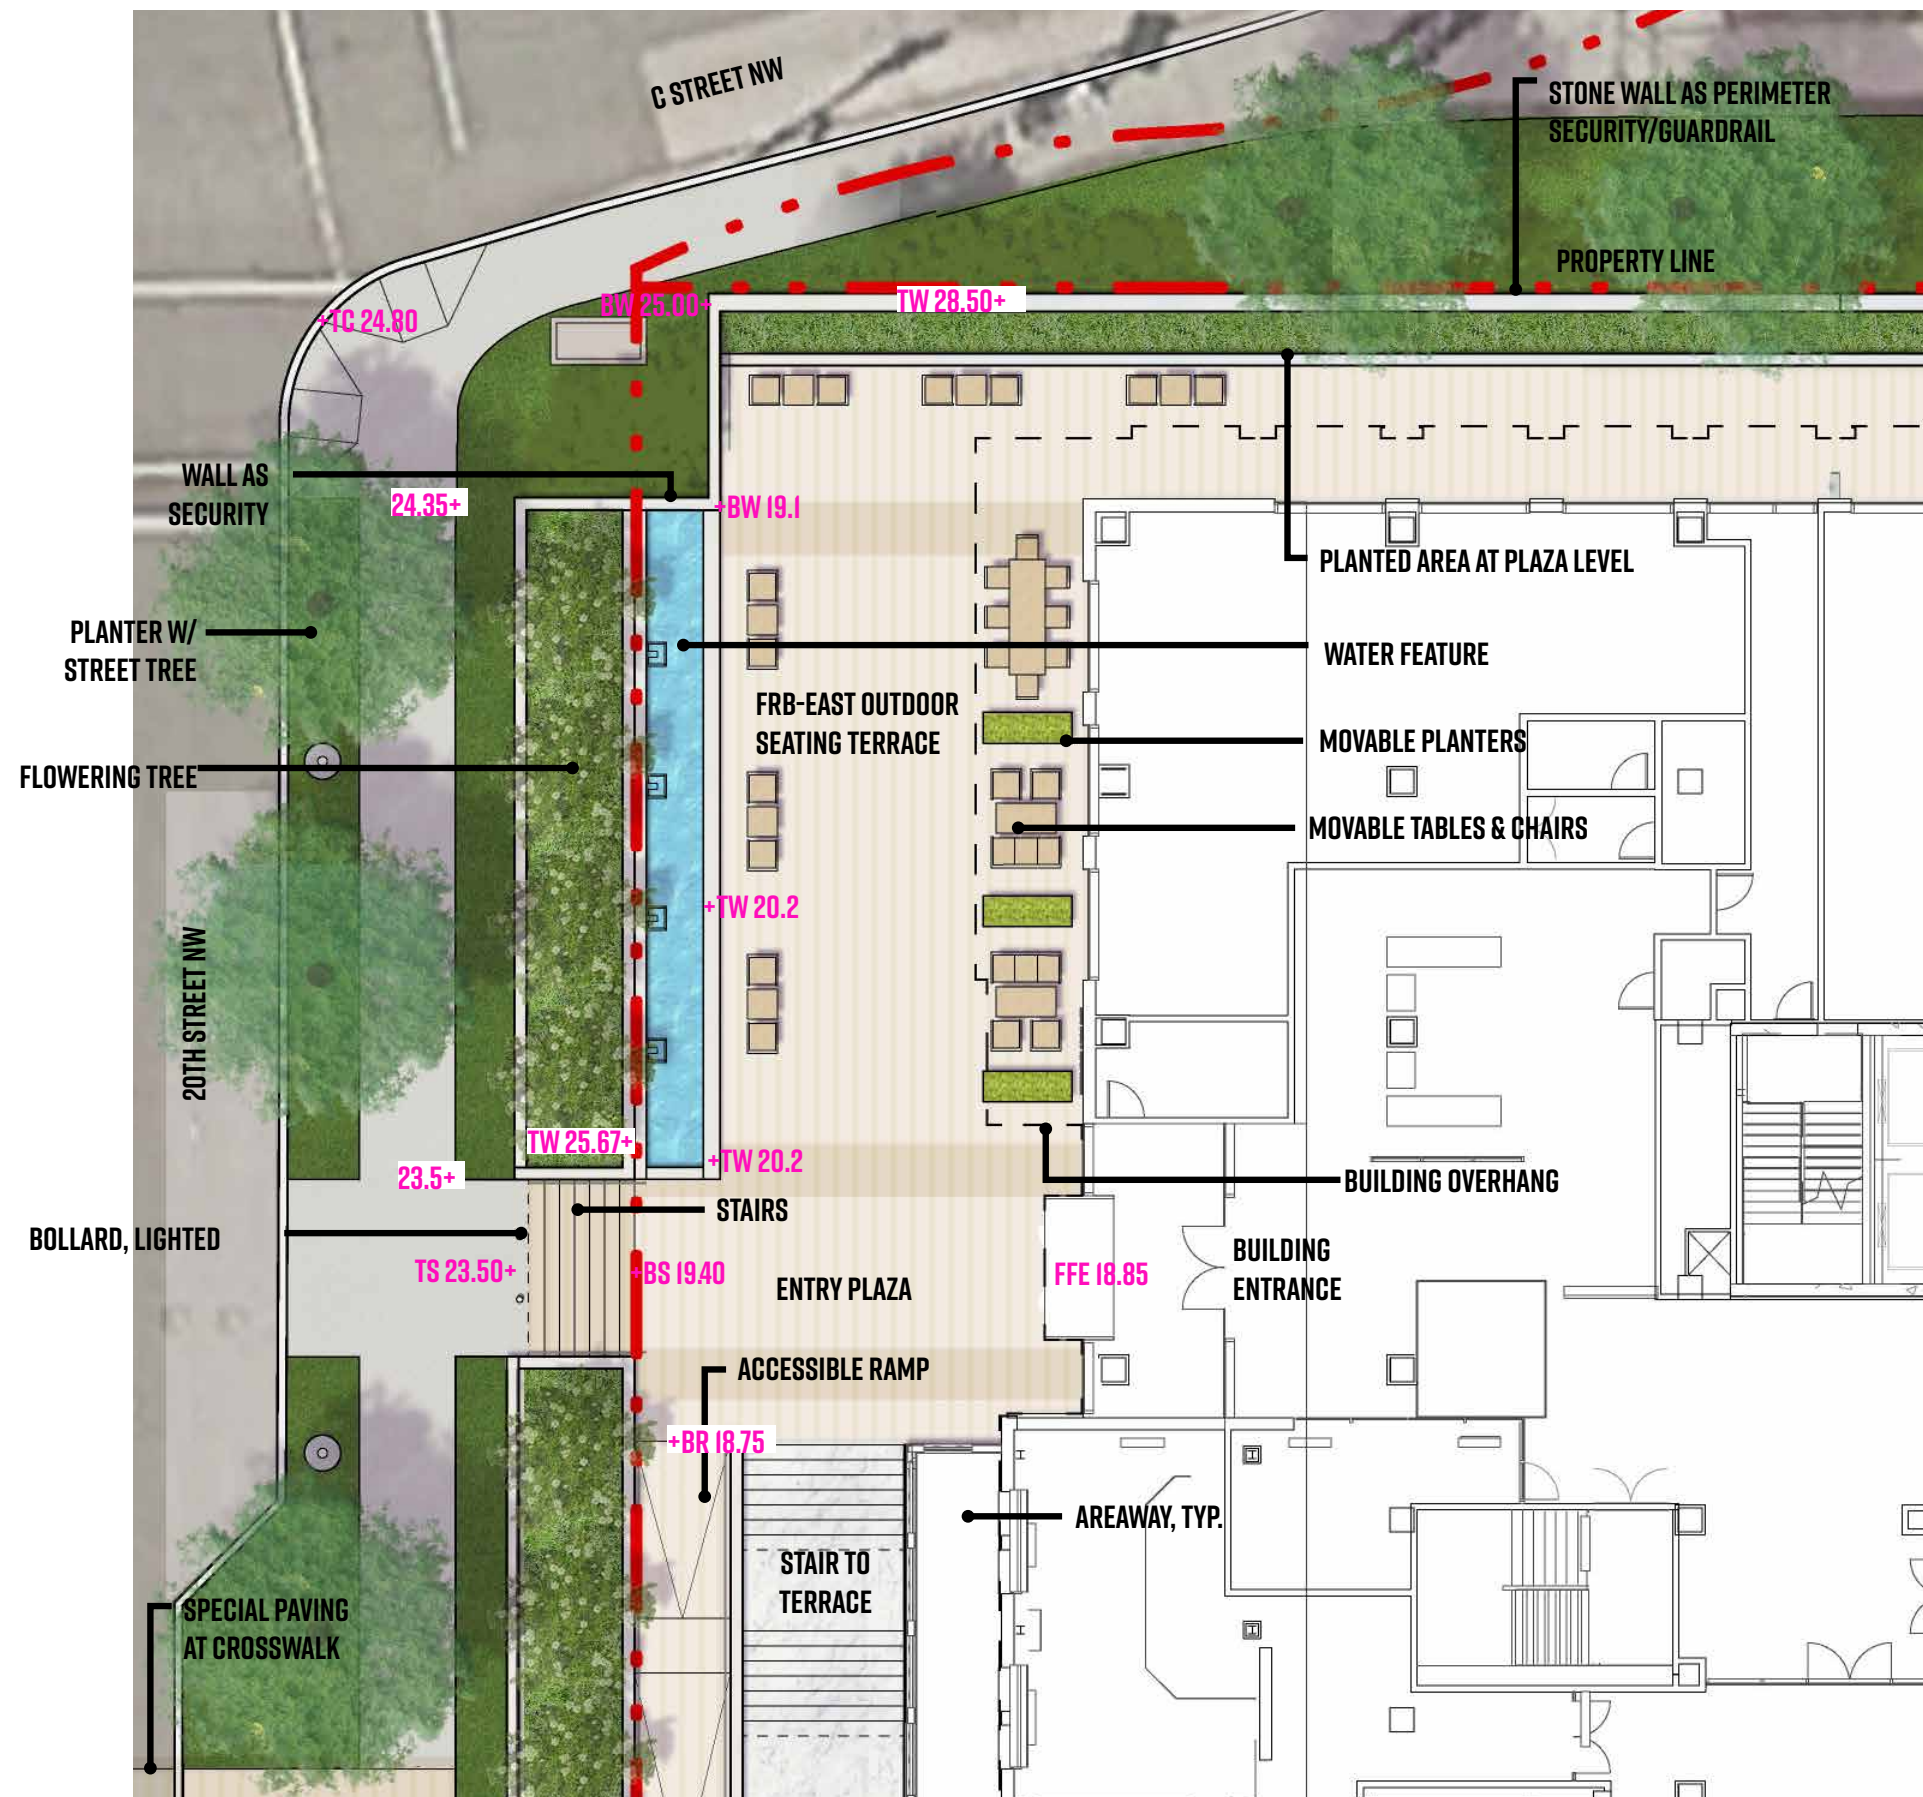 C STREET NW
STONE WALL AS PERIMETER
SECURITY/GUARDRAIL
PROPERTY LINE
BW 25.00+
TW 28.50+
+TC 24.80
WALL AS
SECURITY
24.35+
+BW 19.1
PLANTED AREA AT PLAZA LEVEL
PLANTER W/
STREET TREE
WATER FEATURE
FRB-EAST OUTDOOR
SEATING TERRACE
MOVABLE PLANTERS
FLOWERING TREE
MOVABLE TABLES & CHAIRS
+TW 20.2
20TH STREET NW
TW 25.67+
+TW 20.2
23.5+
BUILDING OVERHANG
STAIRS
BOLLARD, LIGHTED
TS 23.50+
+BS 19.40
FFE 18.85
BUILDING
ENTRANCE
ENTRY PLAZA
ACCESSIBLE RAMP
+BR 18.75
AREAWAY, TYP.
STAIR TO
TERRACE
SPECIAL PAVING
AT CROSSWALK